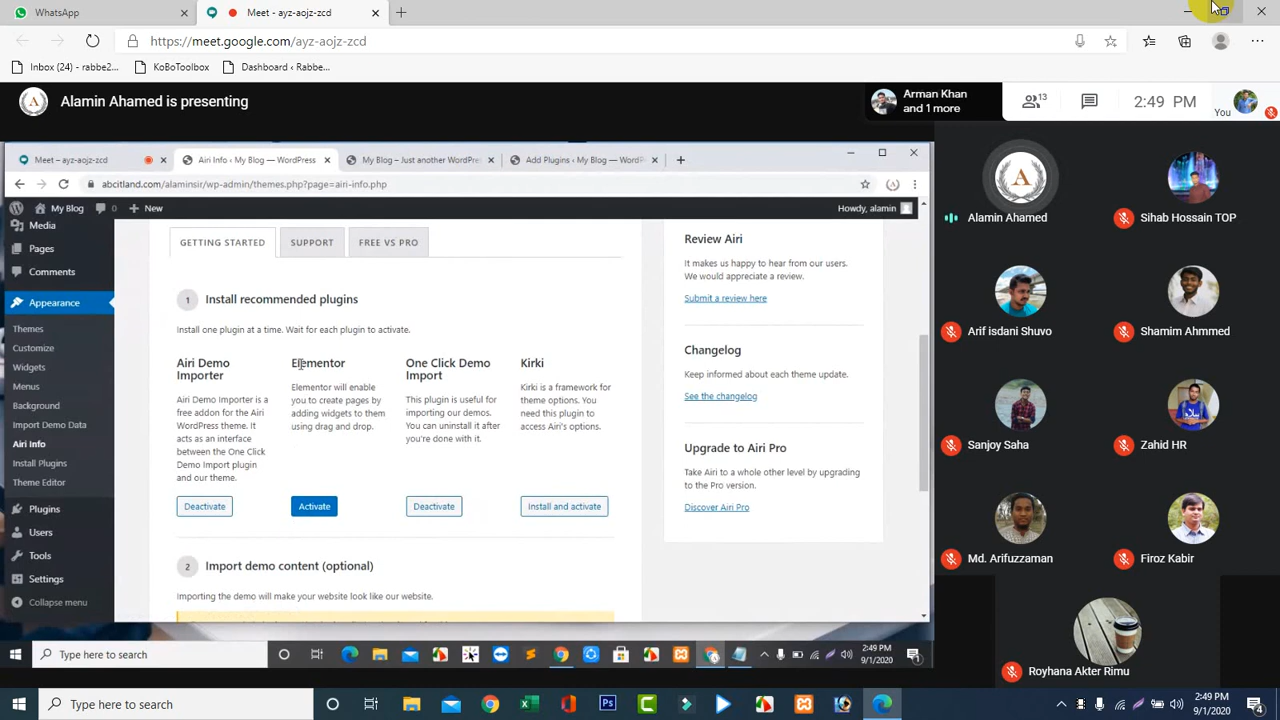 WhatsApp
Meet – ayz-aojz-zcd
https://meet.google.com/ayz-aojz-zcd
Inbox (24) - rabbe2...
KoBoToolbox
Dashboard ‹ Rabbe...
Alamin Ahamed is presenting
Arman Khan
and 1 more
13
2:49 PM
You
Meet – ayz-aojz-zcd
Airi Info ‹ My Blog — WordPress
My Blog – Just another WordPres
Add Plugins ‹ My Blog — WordPre
abcitland.com/alaminsir/wp-admin/themes.php?page=airi-info.php
My Blog
0
New
Howdy, alamin
Media
Pages
Comments
Appearance
Themes
Customize
Widgets
Menus
Background
Import Demo Data
Airi Info
Install Plugins
Theme Editor
Plugins
Users
Tools
Settings
Collapse menu
GETTING STARTED
SUPPORT
FREE VS PRO
1
Install recommended plugins
Install one plugin at a time. Wait for each plugin to activate.
Airi Demo
Importer
Airi Demo Importer is a
free addon for the Airi
WordPress theme. It
acts as an interface
between the One Click
Demo Import plugin
and our theme.
Deactivate
Elementor
Elementor will enable
you to create pages by
adding widgets to them
using drag and drop.
Activate
One Click Demo
Import
This plugin is useful for
importing our demos.
You can uninstall it after
you're done with it.
Deactivate
Kirki
Kirki is a framework for
theme options. You
need this plugin to
access Airi's options.
Install and activate
2
Import demo content (optional)
Importing the demo will make your website look like our website.
Review Airi
It makes us happy to hear from our users.
We would appreciate a review.
Submit a review here
Changelog
Keep informed about each theme update.
See the changelog
Upgrade to Airi Pro
Take Airi to a whole other level by upgrading
to the Pro version.
Discover Airi Pro
Alamin Ahamed
Sihab Hossain TOP
Arif isdani Shuvo
Shamim Ahmmed
Sanjoy Saha
Zahid HR
Md. Arifuzzaman
Firoz Kabir
Royhana Akter Rimu
Type here to search
2:49 PM
9/1/2020
1
Type here to search
2:49 PM
9/1/2020
4